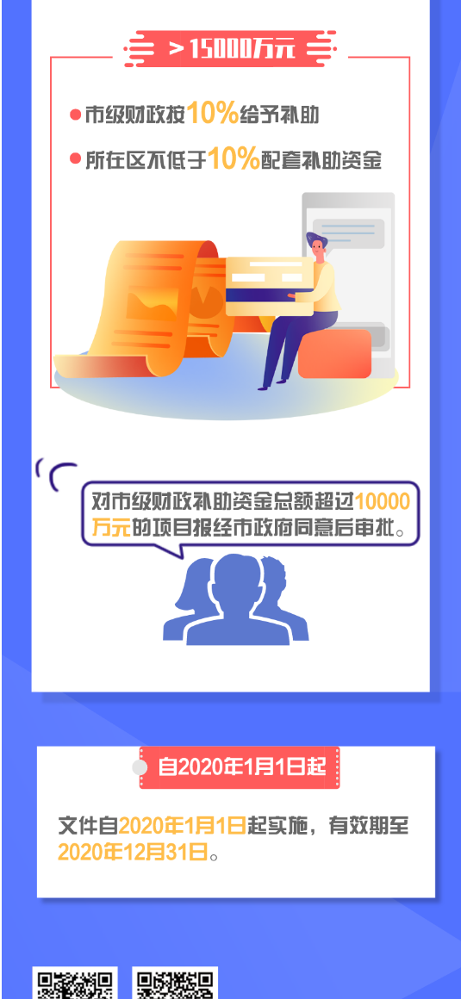 >15000万元
市级财政按10%给予补助
所在区不低于10%配套补助资金
对市级财政补助资金总额超过10000
万元的项目报经市政府同意后审批。
自2020年1月1日起
文件自2020年1月1日起实施，有效期至
2020年12月31日。